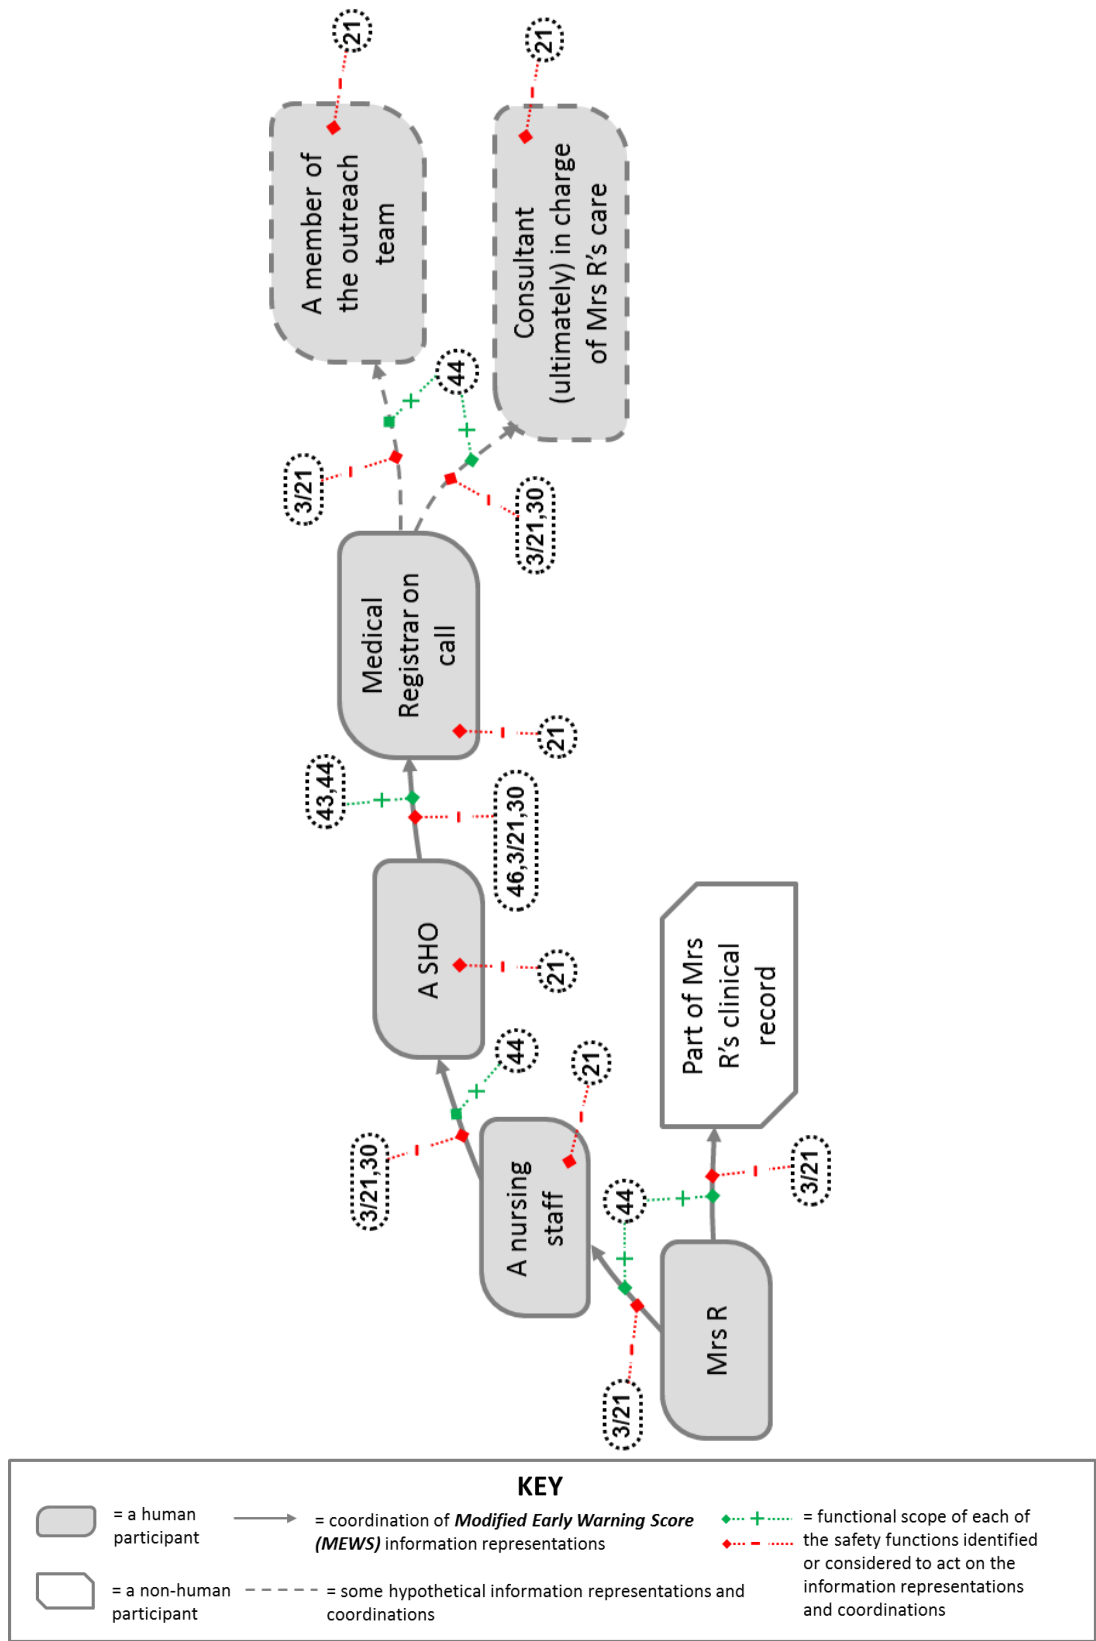 21
A member of
the outreach
team
21
Consultant
(ultimately) in charge
of Mrs R's care
44
3/21
3/21,30
Medical
Registrar on
call
21
43,44
46,3/21,30
A SHO
21
44
3/21,30
A nursing
staff
21
Part of Mrs
R's clinical
record
44
3/21
3/21
Mrs R
KEY
= a human
participant
= coordination of Modified Early Warning Score
(MEWS) information representations
= functional scope of each of
the safety functions identified
or considered to act on the
information representations
and coordinations
= a non-human
participant
= some hypothetical information representations and
coordinations